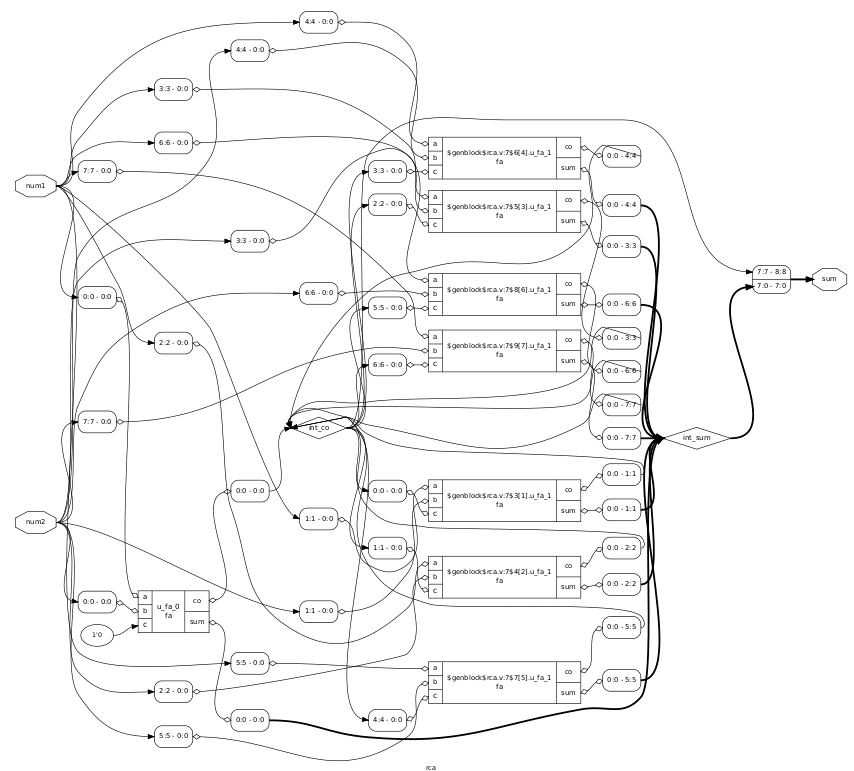 4:4 - 0:0
4:4 - 0:0
3:3 - 0:0
6:6 - 0:0
7:7 - 0:0
num1
3:3 - 0:0
0:0 - 0:0
6:6 - 0:0
2:2 - 0:0
7:7 - 0:0
0:0 - 0:0
1:1 - 0:0
num2
0:0 - 0:0
1'0
a
b
c
u_fa_0
fa
co
sum
1:1 - 0:0
5:5 - 0:0
2:2 - 0:0
0:0 - 0:0
5:5 - 0:0
3:3 - 0:0
2:2 - 0:0
5:5 - 0:0
6:6 - 0:0
int_co
0:0 - 0:0
1:1 - 0:0
4:4 - 0:0
a
b
c
$genblock$rca.v:7$6[4].u_fa_1
fa
co
sum
a
b
c
$genblock$rca.v:7$5[3].u_fa_1
fa
co
sum
a
b
c
$genblock$rca.v:7$8[6].u_fa_1
fa
co
sum
a
b
c
$genblock$rca.v:7$9[7].u_fa_1
fa
co
sum
a
b
c
$genblock$rca.v:7$3[1].u_fa_1
fa
co
sum
a
b
c
$genblock$rca.v:7$4[2].u_fa_1
fa
co
sum
a
b
c
$genblock$rca.v:7$7[5].u_fa_1
fa
co
sum
0:0 - 4:4
0:0 - 4:4
0:0 - 3:3
0:0 - 6:6
0:0 - 3:3
0:0 - 6:6
0:0 - 7:7
0:0 - 7:7
0:0 - 1:1
0:0 - 1:1
0:0 - 2:2
0:0 - 2:2
0:0 - 5:5
0:0 - 5:5
int_sum
7:7 - 8:8
7:0 - 7:0
sum
rca